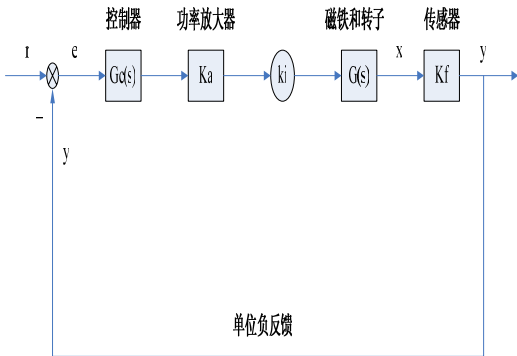 控制器 功率放大器 磁铁和转子 传感器
r e x y
Gc(s) Ka ki G(s) Kf
−
y
单位负反馈